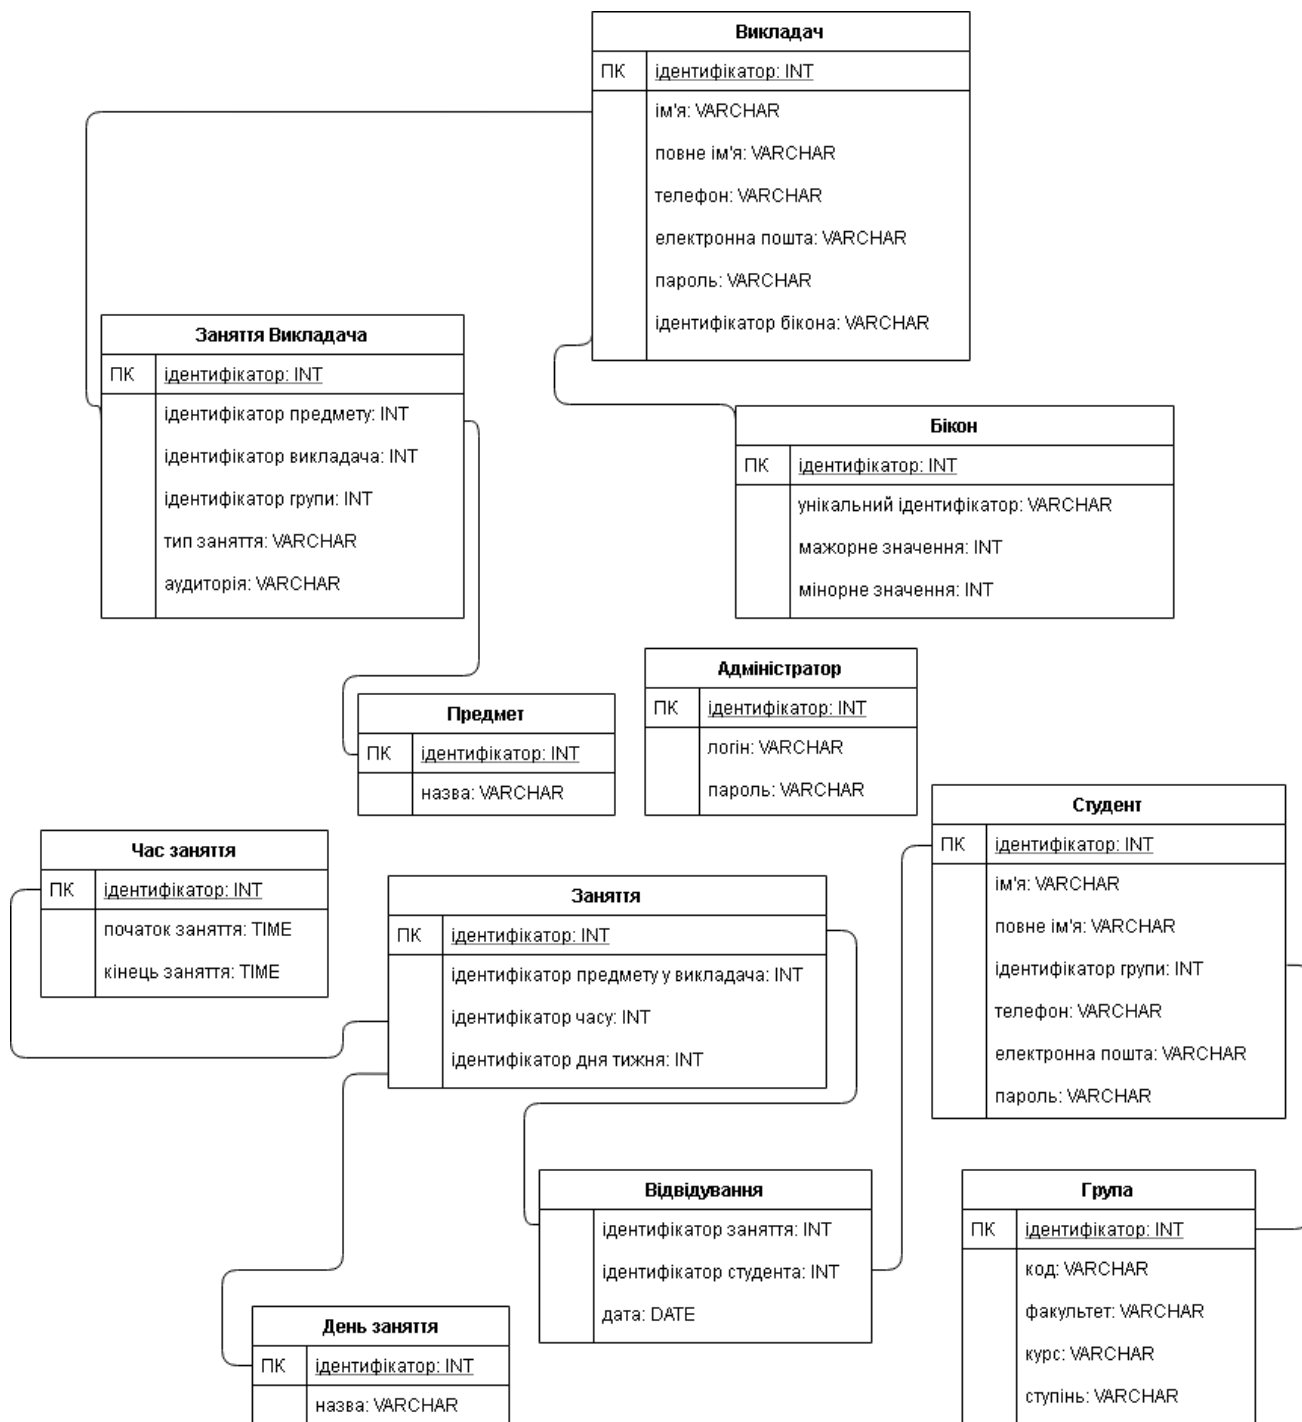 Викладач
ПК ідентифікатор: INT
ім'я: VARCHAR
повне ім'я: VARCHAR
телефон: VARCHAR
електронна пошта: VARCHAR
пароль: VARCHAR
ідентифікатор бікона: VARCHAR
Заняття Викладача
ПК ідентифікатор: INT
ідентифікатор предмету: INT
ідентифікатор викладача: INT
ідентифікатор групи: INT
тип заняття: VARCHAR
аудиторія: VARCHAR
Бікон
ПК ідентифікатор: INT
унікальний ідентифікатор: VARCHAR
мажорне значення: INT
мінорне значення: INT
Адміністратор
ПК ідентифікатор: INT
логін: VARCHAR
пароль: VARCHAR
Предмет
ПК ідентифікатор: INT
назва: VARCHAR
Студент
ПК ідентифікатор: INT
ім'я: VARCHAR
повне ім'я: VARCHAR
ідентифікатор групи: INT
телефон: VARCHAR
електронна пошта: VARCHAR
пароль: VARCHAR
Час заняття
ПК ідентифікатор: INT
початок заняття: TIME
кінець заняття: TIME
Заняття
ПК ідентифікатор: INT
ідентифікатор предмету у викладача: INT
ідентифікатор часу: INT
ідентифікатор дня тижня: INT
Відвідування
ідентифікатор заняття: INT
ідентифікатор студента: INT
дата: DATE
Група
ПК ідентифікатор: INT
код: VARCHAR
факультет: VARCHAR
курс: VARCHAR
ступінь: VARCHAR
День заняття
ПК ідентифікатор: INT
назва: VARCHAR